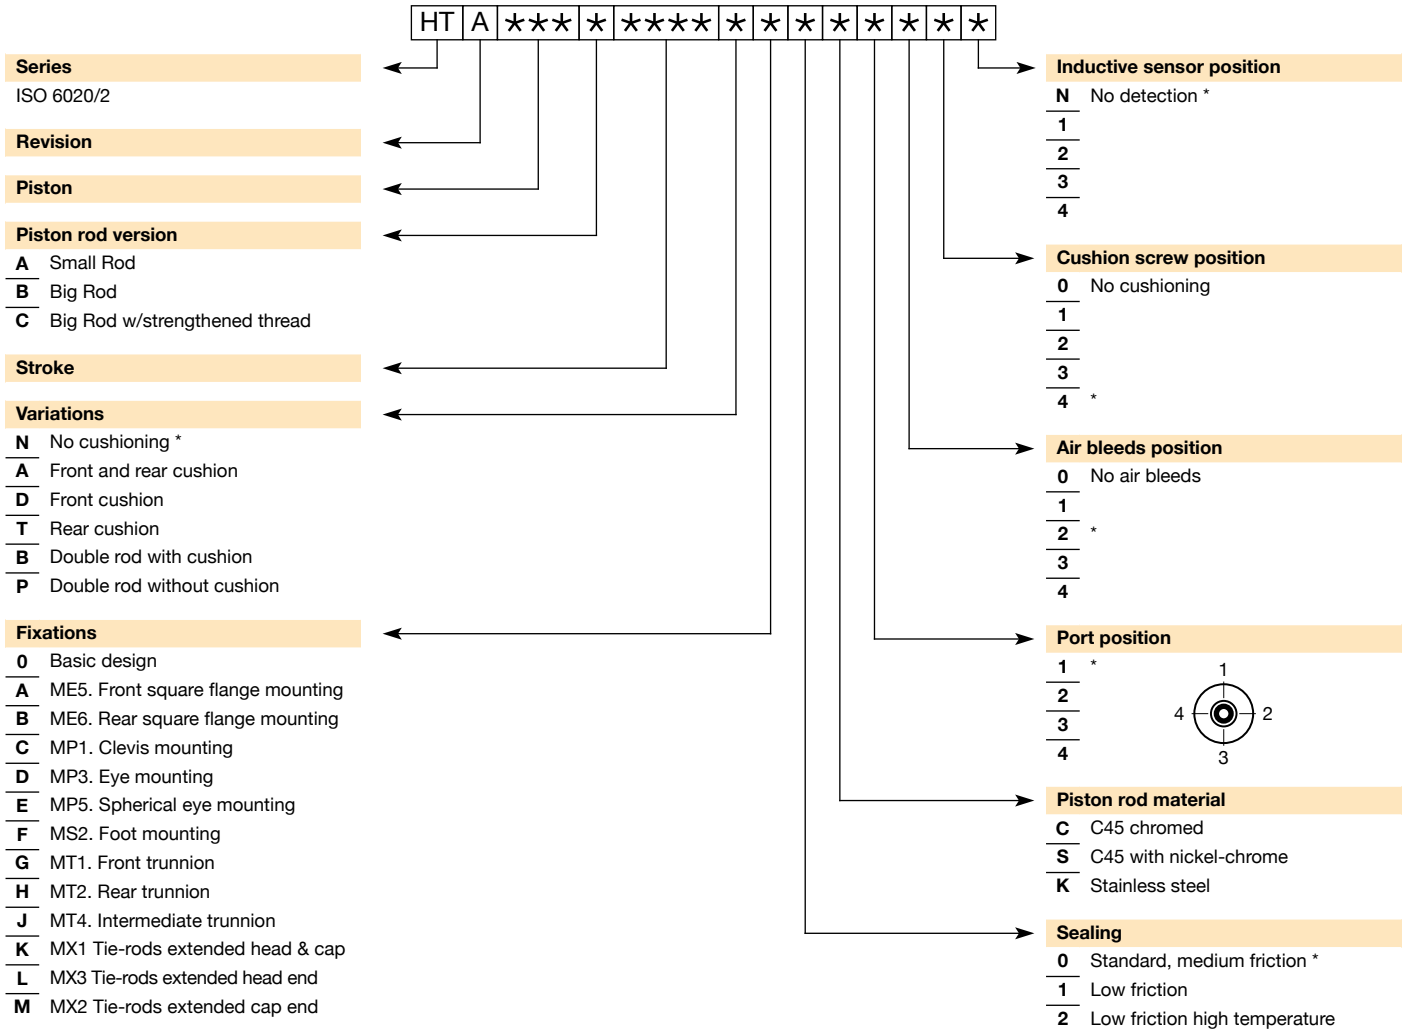 HT A *** * **** * * * * * * * *
Series
ISO 6020/2
Revision
Piston
Piston rod version
A Small Rod
B Big Rod
C Big Rod w/strengthened thread
Stroke
Variations
N No cushioning *
A Front and rear cushion
D Front cushion
T Rear cushion
B Double rod with cushion
P Double rod without cushion
Fixations
0 Basic design
A ME5. Front square flange mounting
B ME6. Rear square flange mounting
C MP1. Clevis mounting
D MP3. Eye mounting
E MP5. Spherical eye mounting
F MS2. Foot mounting
G MT1. Front trunnion
H MT2. Rear trunnion
J MT4. Intermediate trunnion
K MX1 Tie-rods extended head & cap
L MX3 Tie-rods extended head end
M MX2 Tie-rods extended cap end
Inductive sensor position
N No detection *
1
2
3
4
Cushion screw position
0 No cushioning
1
2
3
4 *
Air bleeds position
0 No air bleeds
1
2 *
3
4
Port position
1 *
2
3
4
1
4 2
3
Piston rod material
C C45 chromed
S C45 with nickel-chrome
K Stainless steel
Sealing
0 Standard, medium friction *
1 Low friction
2 Low friction high temperature